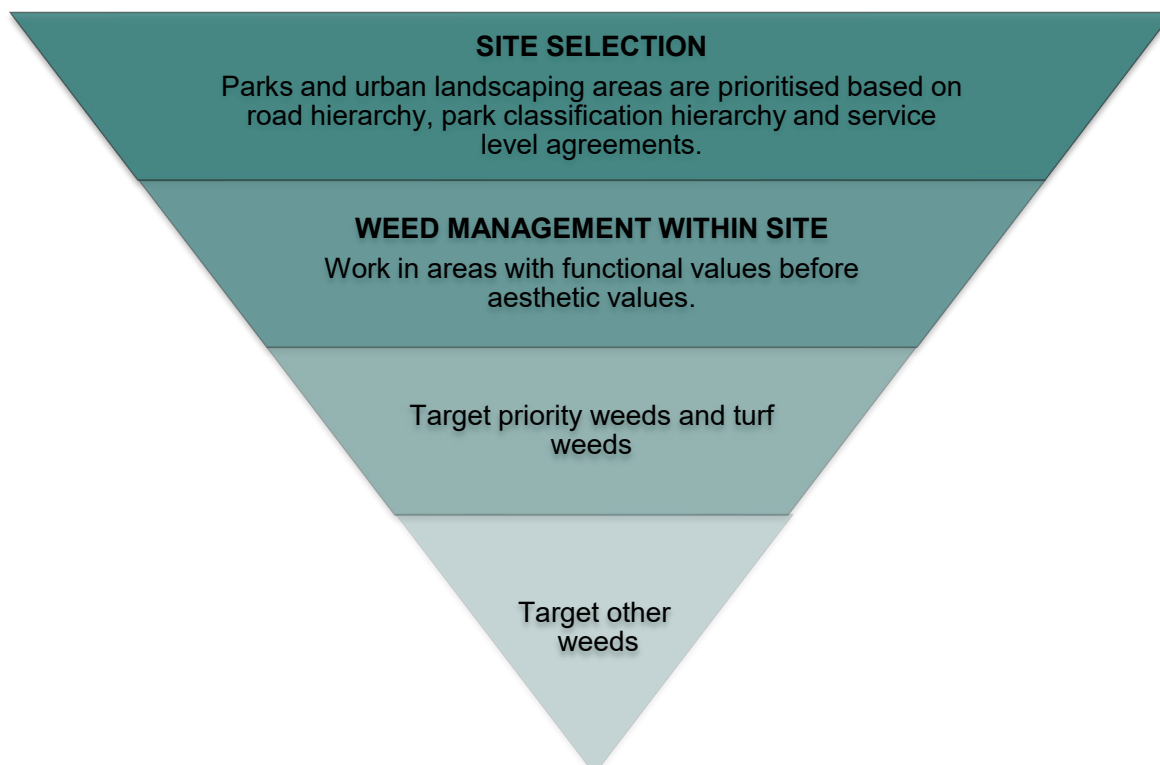 SITE SELECTION
Parks and urban landscaping areas are prioritised based on
road hierarchy, park classification hierarchy and service
level agreements.
WEED MANAGEMENT WITHIN SITE
Work in areas with functional values before
aesthetic values.
Target priority weeds and turf
weeds
Target other
weeds